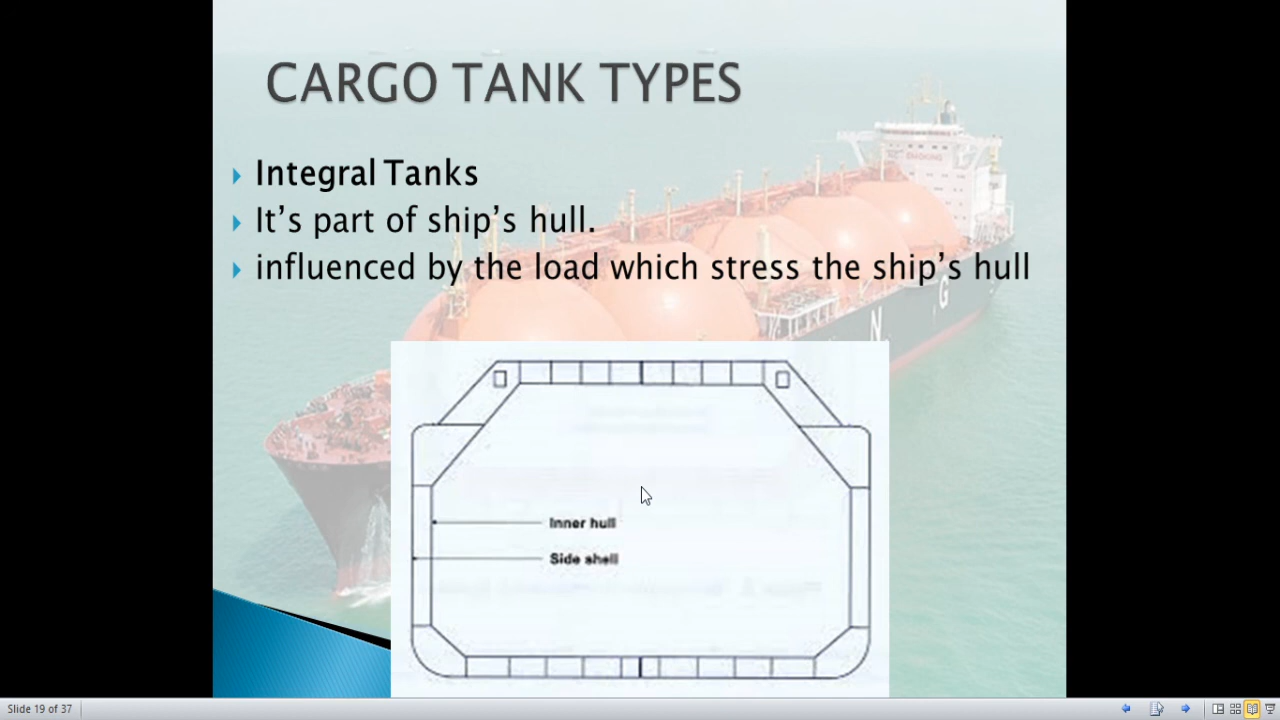 CARGO TANK TYPES
Integral Tanks
It’s part of ship’s hull.
influenced by the load which stress the ship’s hull
N
G
Inner hull
Side shell
Slide 19 of 37